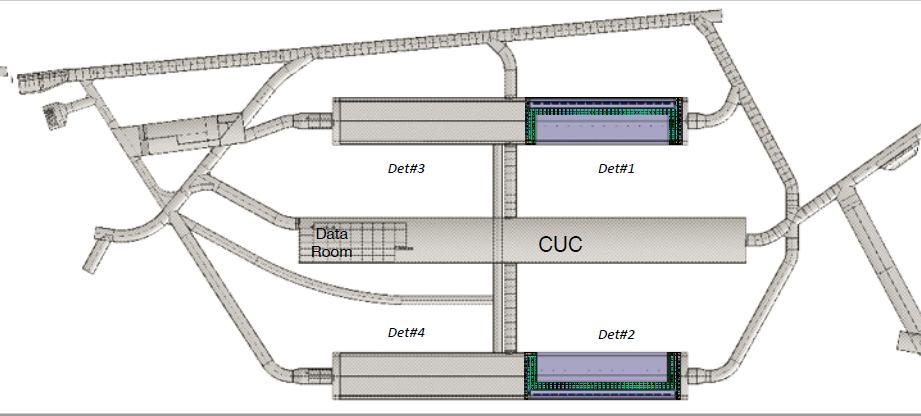 Det#3
Det#1
Data
Room
CUC
Det#4
Det#2